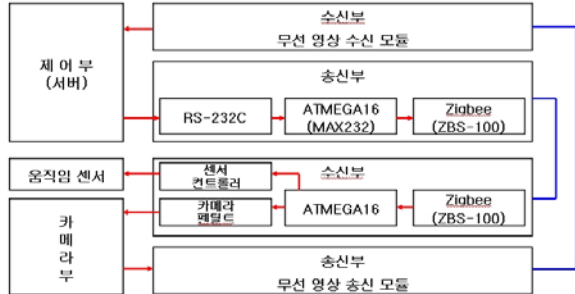 수신부
무선 영상 수신 모듈
제 어 부
(서버)
송신부
RS-232C
ATMEGA16
(MAX232)
Zigbee
(ZBS-100)
움직임 센서
센서
컨트롤러
수신부
카메라
펜틸드
ATMEGA16
Zigbee
(ZBS-100)
카
메
라
부
송신부
무선 영상 송신 모듈